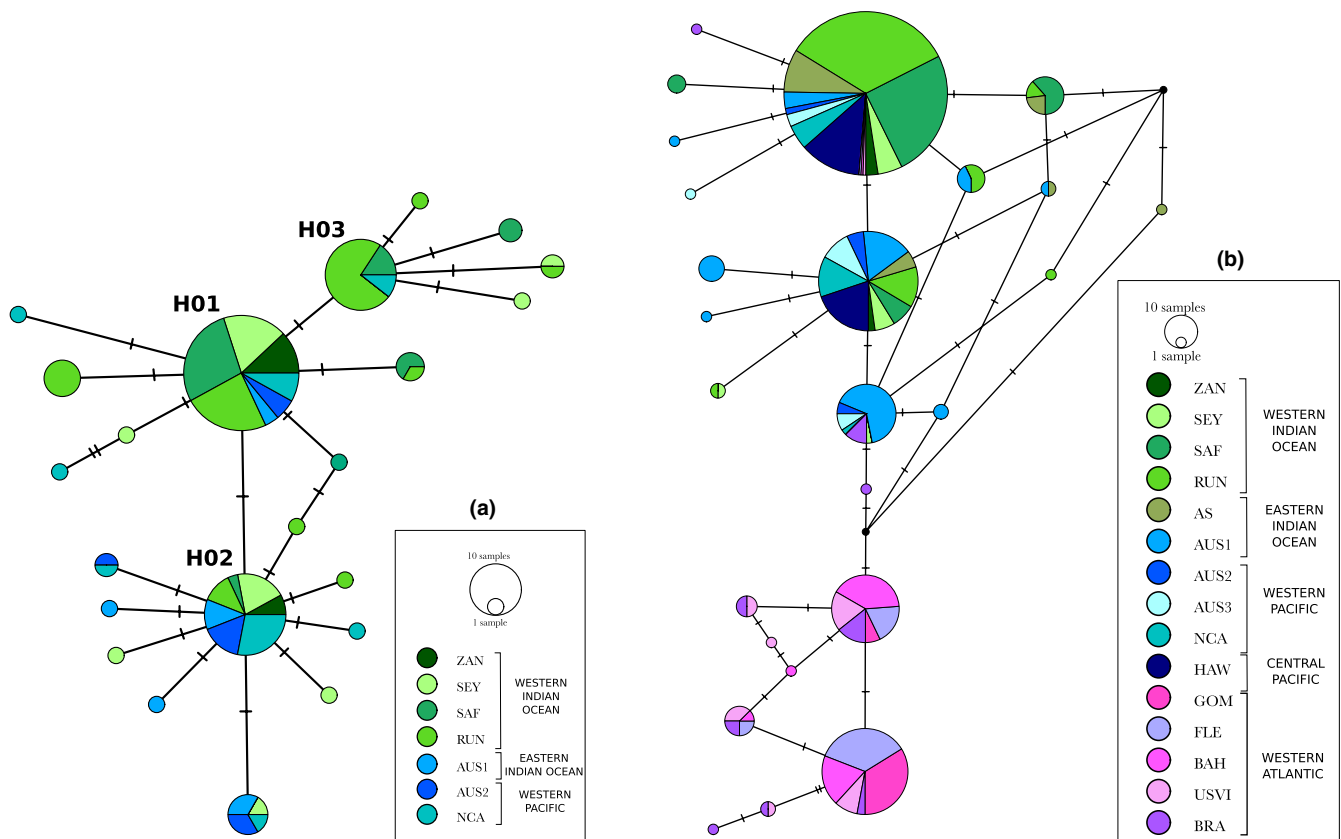 H03
H01
H02
(a)
10 samples
1 sample
ZAN
SEY
SAF
RUN
WESTERN
INDIAN
OCEAN
AUS1
EASTERN
INDIAN OCEAN
AUS2
NCA
WESTERN
PACIFIC
(b)
10 samples
1 sample
ZAN
SEY
SAF
RUN
WESTERN
INDIAN
OCEAN
AS
AUS1
EASTERN
INDIAN
OCEAN
AUS2
AUS3
NCA
WESTERN
PACIFIC
HAW
CENTRAL
PACIFIC
GOM
FLE
BAH
USVI
BRA
WESTERN
ATLANTIC